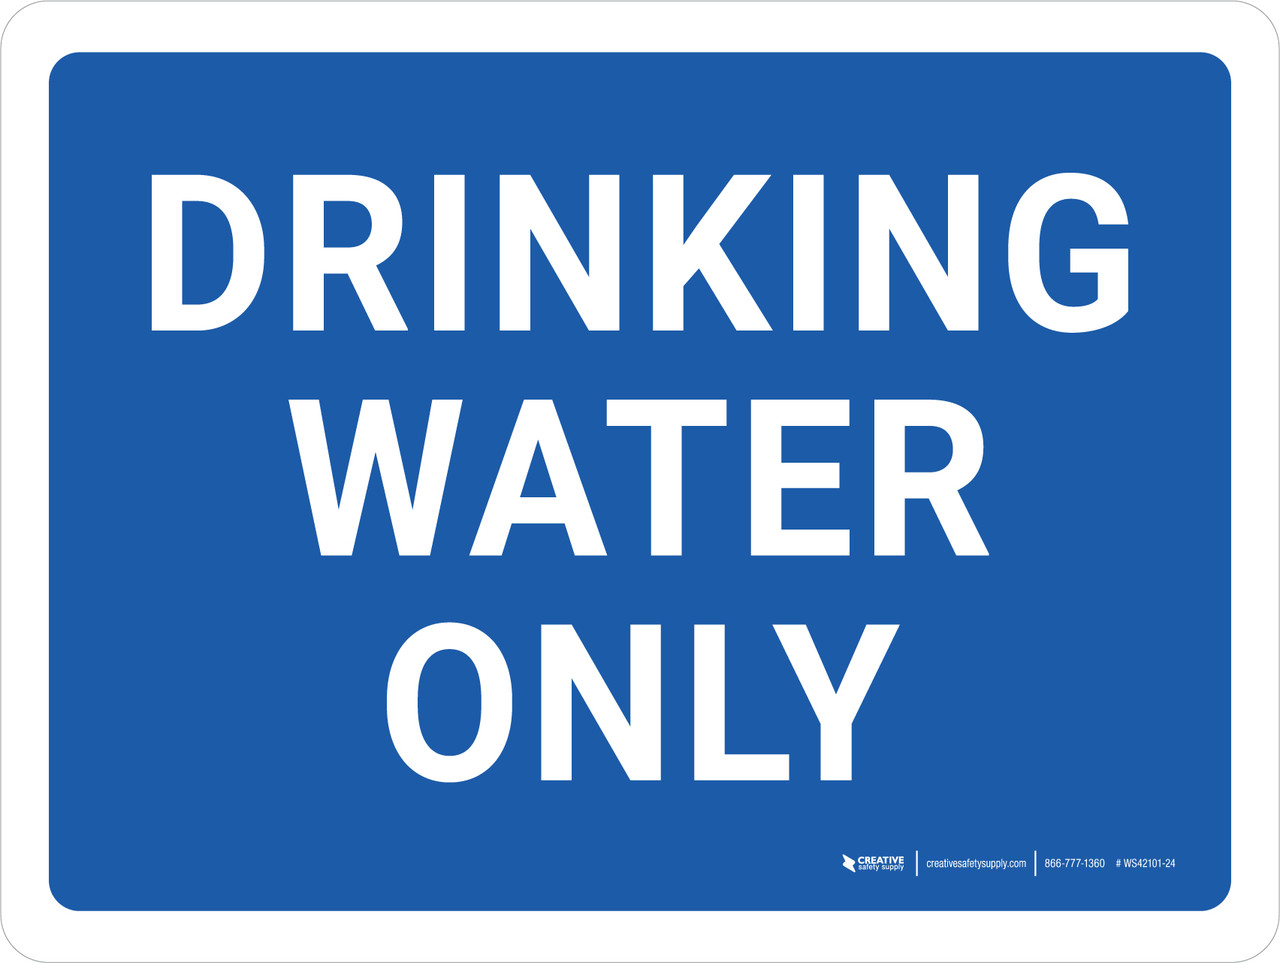 DRINKING
WATER
ONLY
CREATIVE
safety supply
creativesafetysupply.com
866-777-1360
# WS42101-24